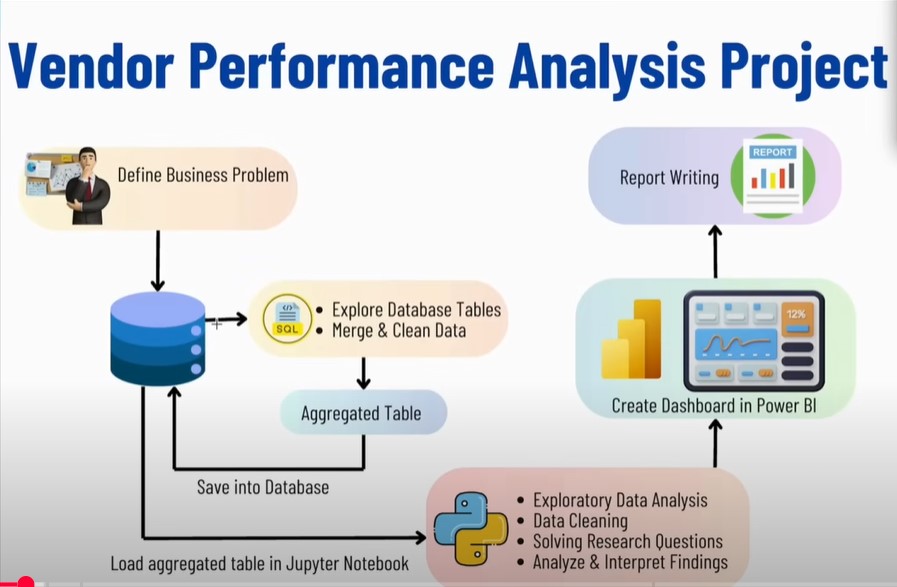 Vendor Performance Analysis Project
Define Business Problem
SQL
• Explore Database Tables
• Merge & Clean Data
Aggregated Table
Save into Database
Load aggregated table in Jupyter Notebook
• Exploratory Data Analysis
• Data Cleaning
• Solving Research Questions
• Analyze & Interpret Findings
12%
Create Dashboard in Power BI
REPORT
Report Writing